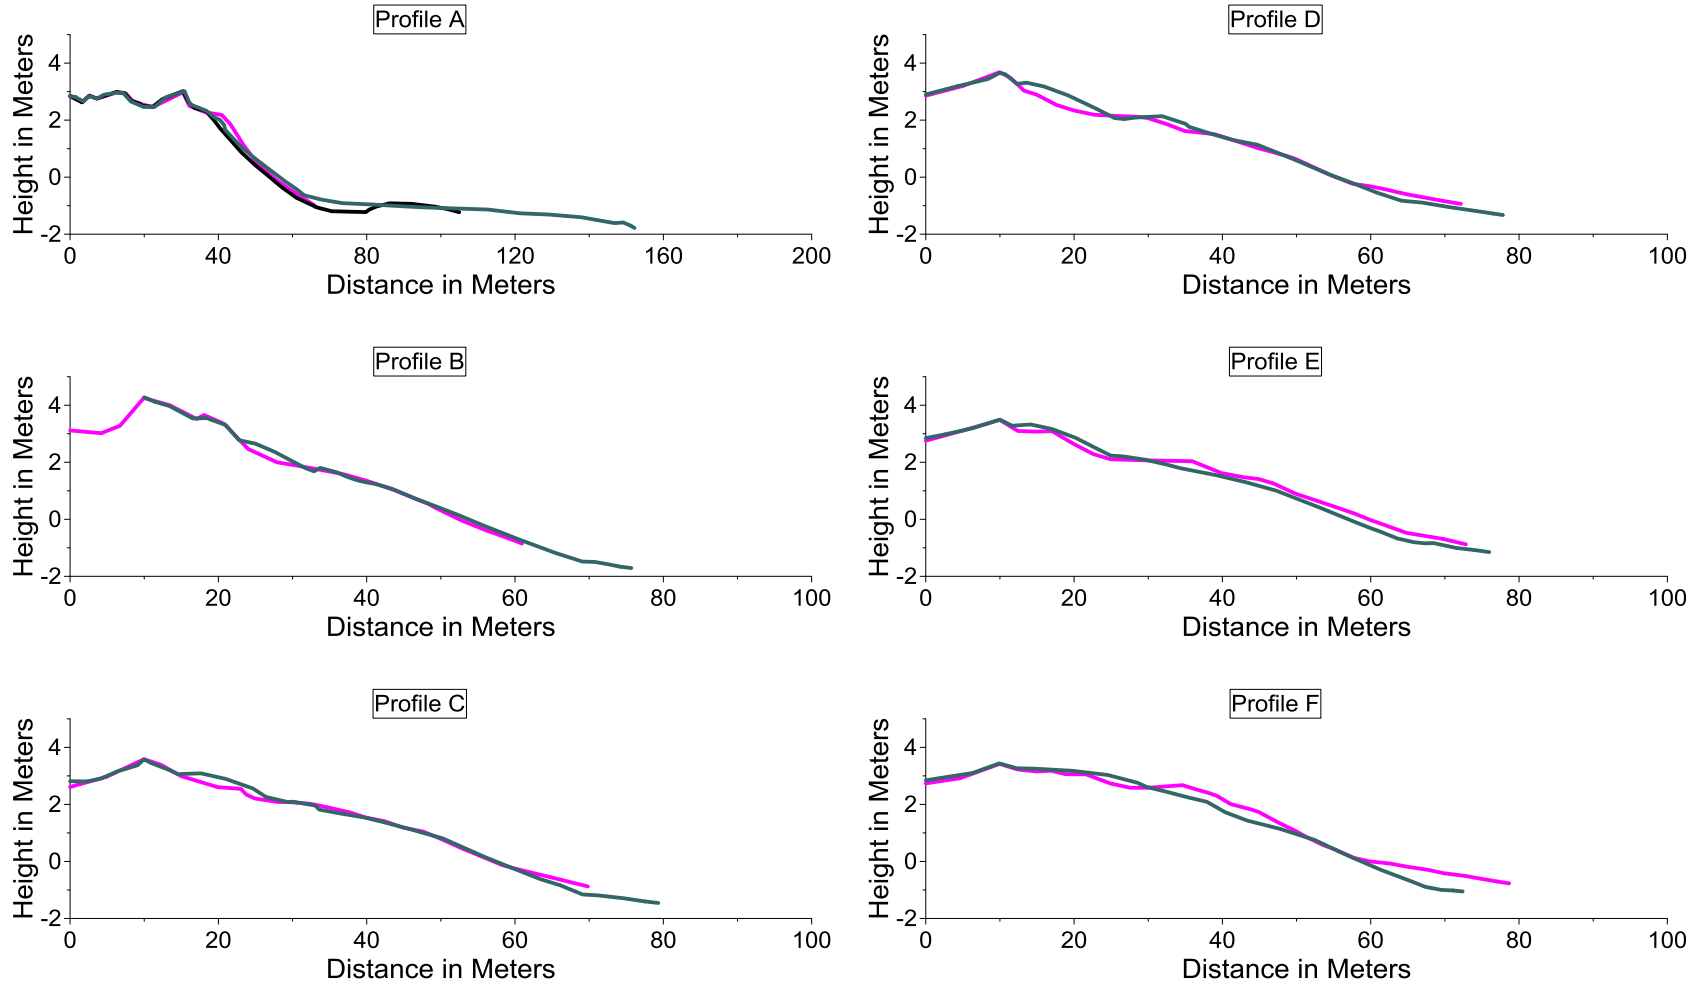 Profile A
Height in Meters
4
2
0
-2
0 40 80 120 160 200
Distance in Meters
Profile D
Height in Meters
4
2
0
-2
0 20 40 60 80 100
Distance in Meters
Profile B
Height in Meters
4
2
0
-2
0 20 40 60 80 100
Distance in Meters
Profile E
Height in Meters
4
2
0
-2
0 20 40 60 80 100
Distance in Meters
Profile C
Height in Meters
4
2
0
-2
0 20 40 60 80 100
Distance in Meters
Profile F
Height in Meters
4
2
0
-2
0 20 40 60 80 100
Distance in Meters